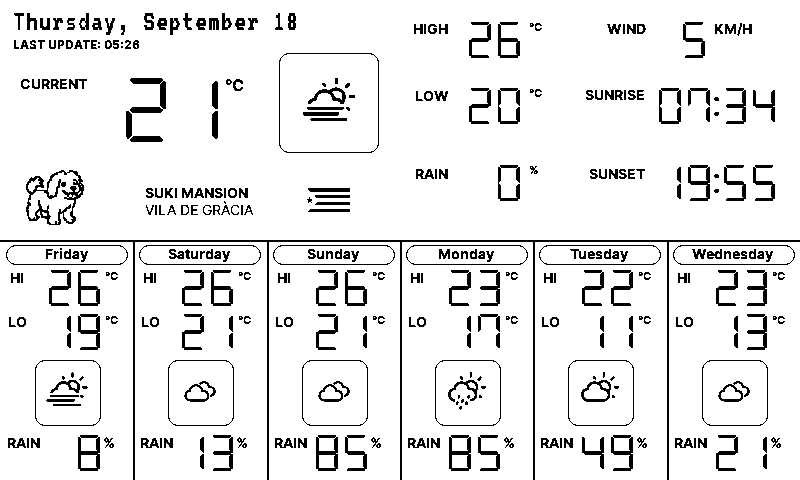 Thursday, September 18
LAST UPDATE: 05:26
CURRENT 21 °C
SUKI MANSION
VILA DE GRÀCIA
HIGH 26 °C
LOW 20 °C
RAIN 0 %
WIND 5 KM/H
SUNRISE 07:34
SUNSET 19:55
Friday
HI 26 °C
LO 19 °C
RAIN 8 %
Saturday
HI 26 °C
LO 21 °C
RAIN 13 %
Sunday
HI 26 °C
LO 21 °C
RAIN 85 %
Monday
HI 23 °C
LO 17 °C
RAIN 85 %
Tuesday
HI 22 °C
LO 11 °C
RAIN 49 %
Wednesday
HI 23 °C
LO 13 °C
RAIN 21 %